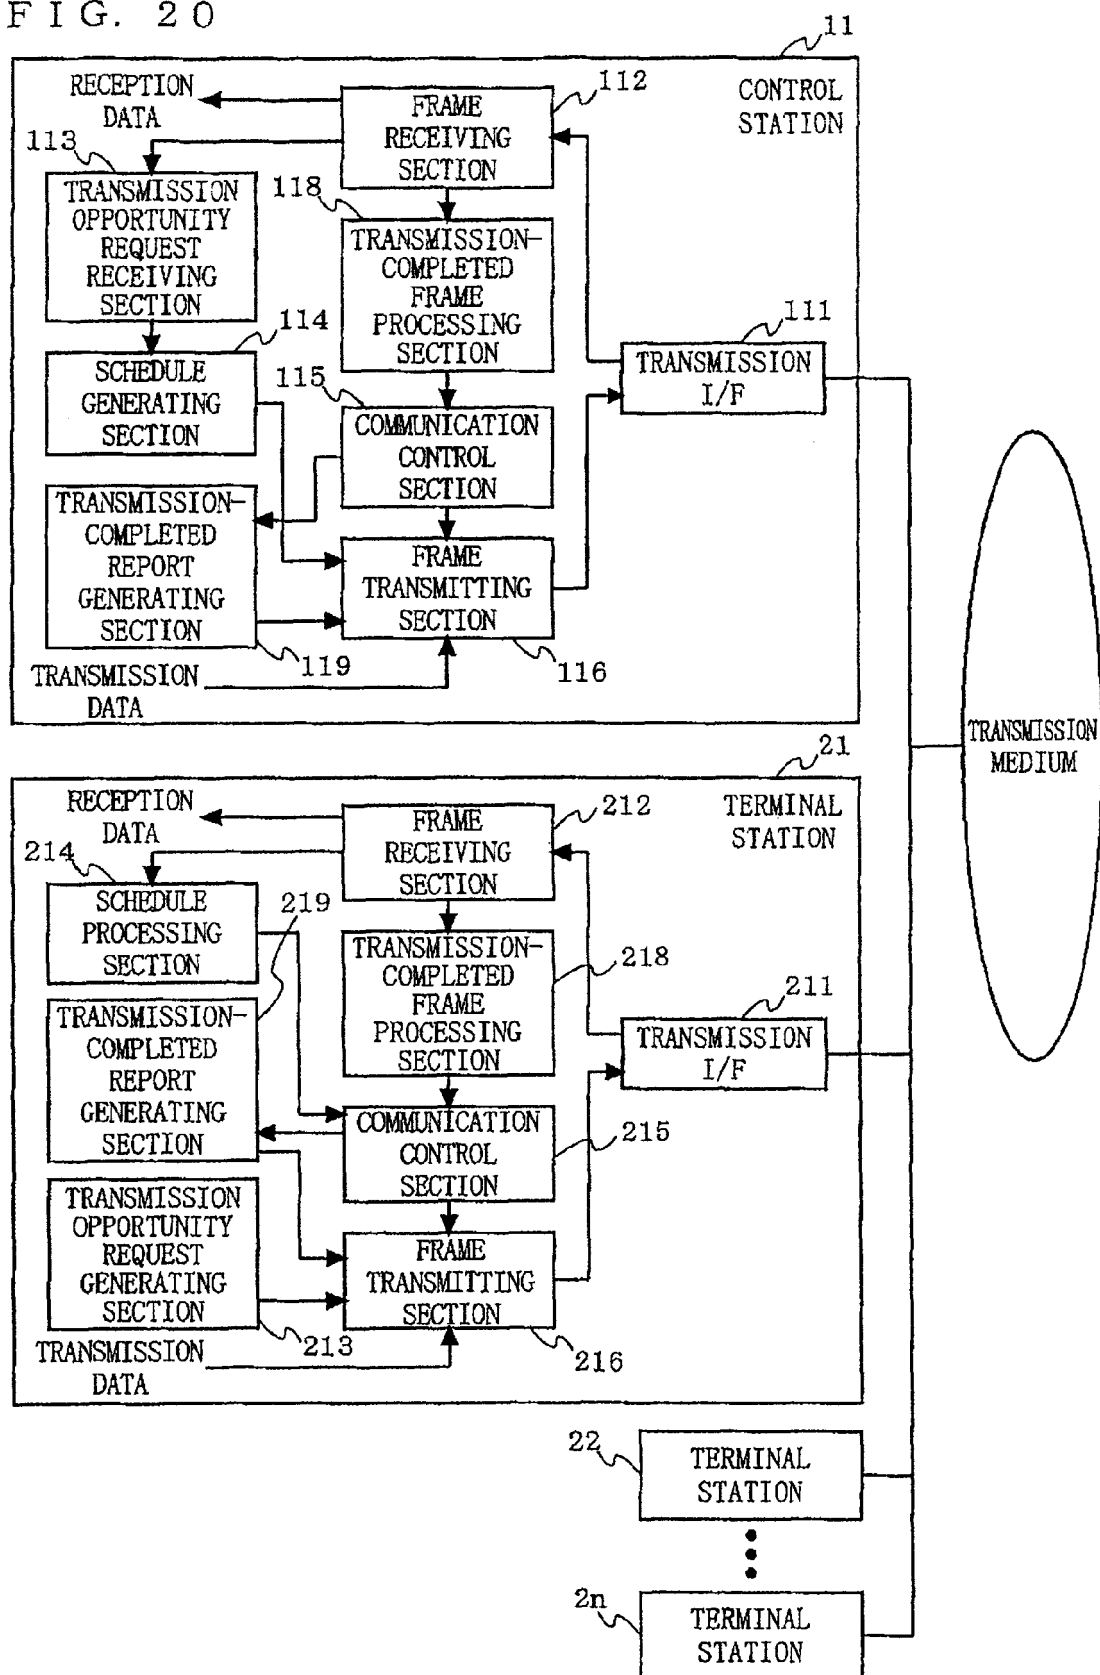 FIG. 20
11
RECEPTION
DATA
112
FRAME
RECEIVING
SECTION
CONTROL
STATION
113
TRANSMISSION
OPPORTUNITY
REQUEST
RECEIVING
SECTION
118
TRANSMISSION-
COMPLETED
FRAME
PROCESSING
SECTION
114
SCHEDULE
GENERATING
SECTION
111
TRANSMISSION
I/F
115
COMMUNICATION
CONTROL
SECTION
TRANSMISSION-
COMPLETED
REPORT
GENERATING
SECTION
119
FRAME
TRANSMITTING
SECTION
116
TRANSMISSION
DATA
TRANSMISSION
MEDIUM
21
RECEPTION
DATA
212
FRAME
RECEIVING
SECTION
TERMINAL
STATION
214
SCHEDULE
PROCESSING
SECTION
219
TRANSMISSION-
COMPLETED
FRAME
PROCESSING
SECTION
218
211
TRANSMISSION
I/F
TRANSMISSION-
COMPLETED
REPORT
GENERATING
SECTION
COMMUNICATION
CONTROL
SECTION
215
TRANSMISSION
OPPORTUNITY
REQUEST
GENERATING
SECTION
213
FRAME
TRANSMITTING
SECTION
216
TRANSMISSION
DATA
22
TERMINAL
STATION
2n
TERMINAL
STATION